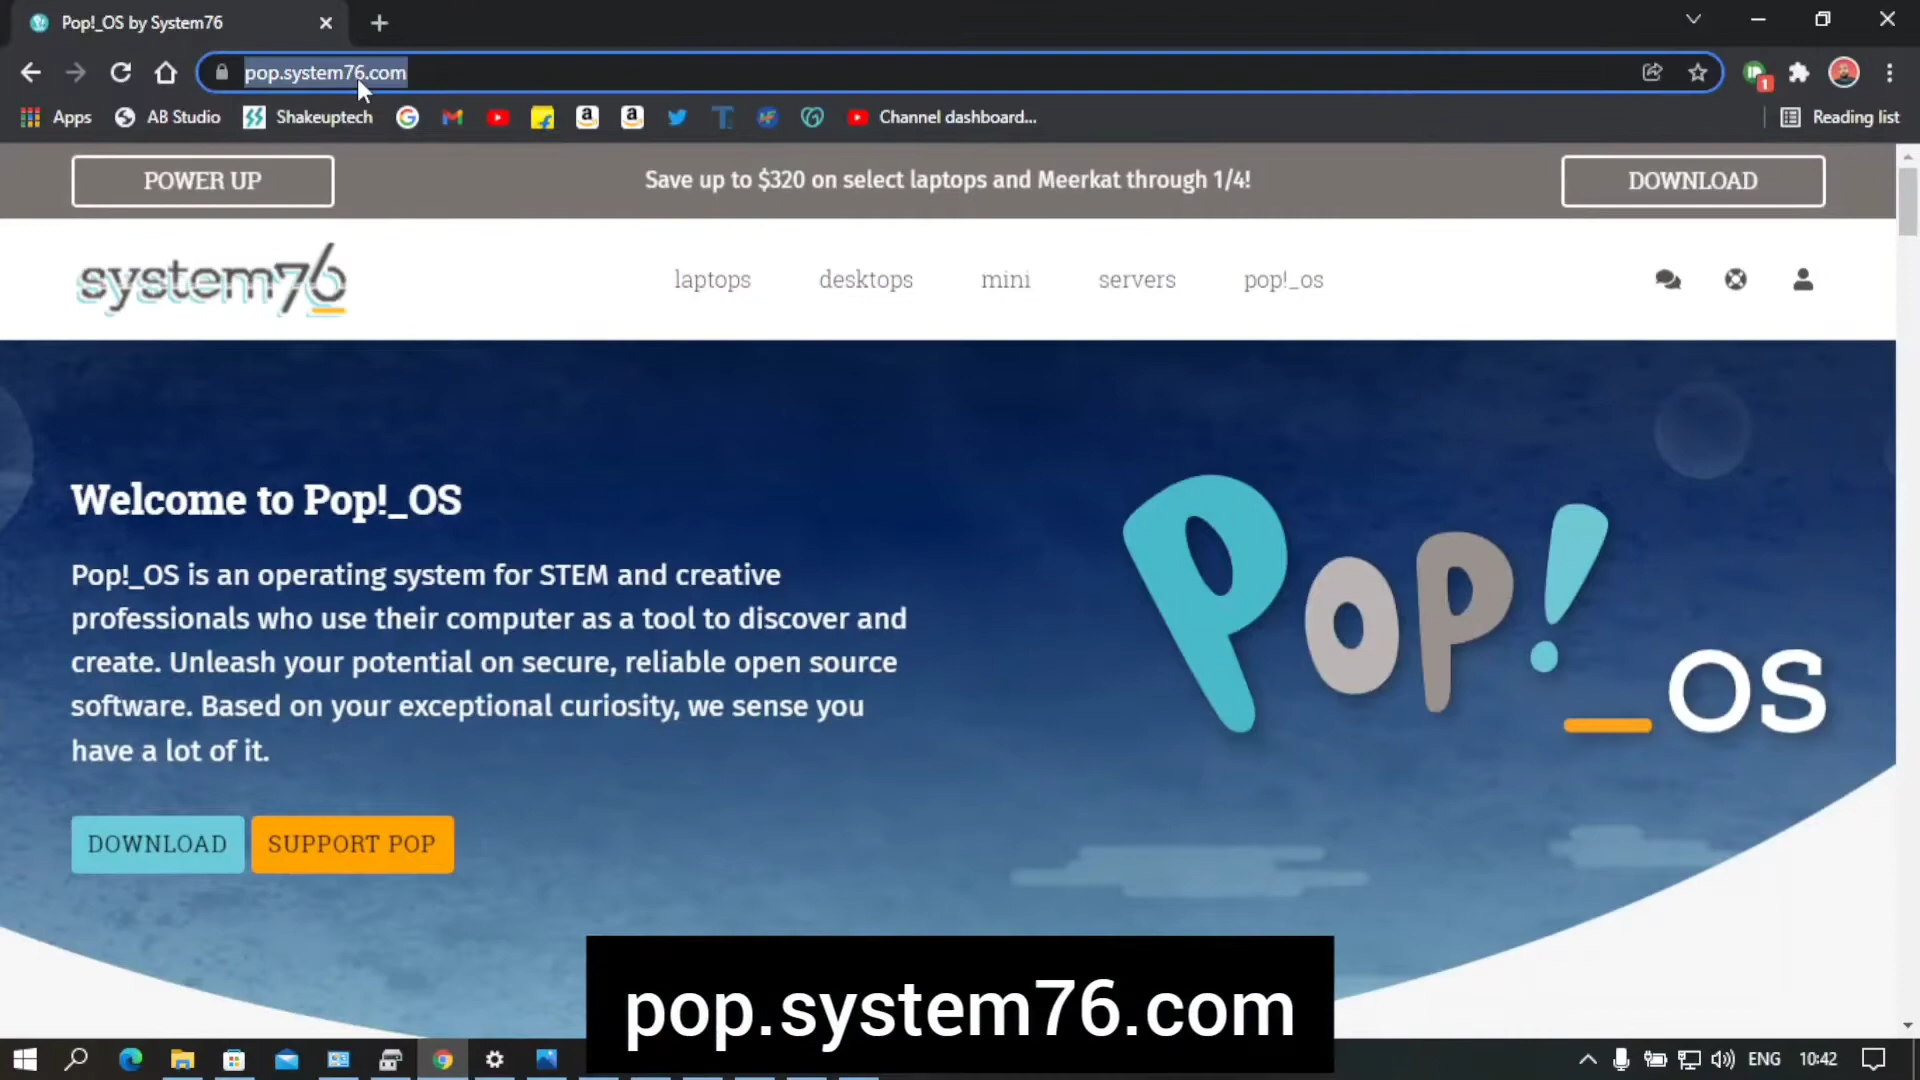 Pop!_OS by System76
pop.system76.com
Apps
AB Studio
Shakeuptech
Channel dashboard...
Reading list
POWER UP
Save up to $320 on select laptops and Meerkat through 1/4!
DOWNLOAD
system76
laptops
desktops
mini
servers
pop!_os
Welcome to Pop!_OS
Pop!_OS is an operating system for STEM and creative
professionals who use their computer as a tool to discover and
create. Unleash your potential on secure, reliable open source
software. Based on your exceptional curiosity, we sense you
have a lot of it.
DOWNLOAD
SUPPORT POP
Pop!_OS
pop.system76.com
ENG
10:42